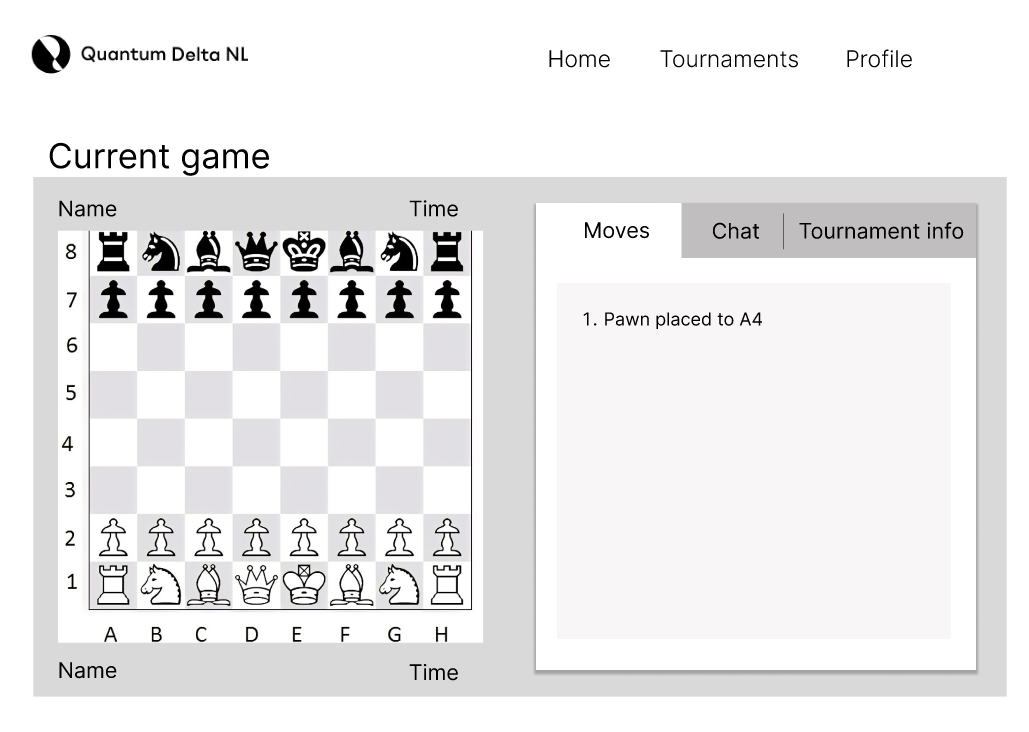 Quantum Delta NL
Home Tournaments Profile
Current game
Name Time
8
7
6
5
4
3
2
1
A B C D E F G H
Name Time
Moves Chat Tournament info
1. Pawn placed to A4